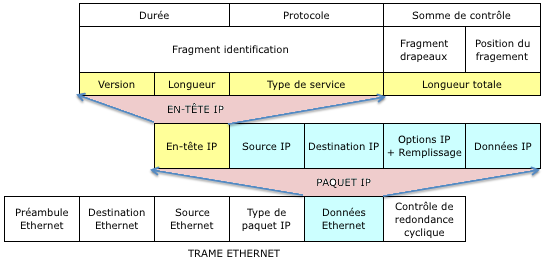 Durée Protocole Somme de contrôle
Fragment identification
Fragment drapeaux
Position du fragement
Version Longueur Type de service Longueur totale
EN-TÊTE IP
En-tête IP
Source IP
Destination IP
Options IP + Remplissage
Données IP
PAQUET IP
Préambule Ethernet
Destination Ethernet
Source Ethernet
Type de paquet IP
Données Ethernet
Contrôle de redondance cyclique
TRAME ETHERNET